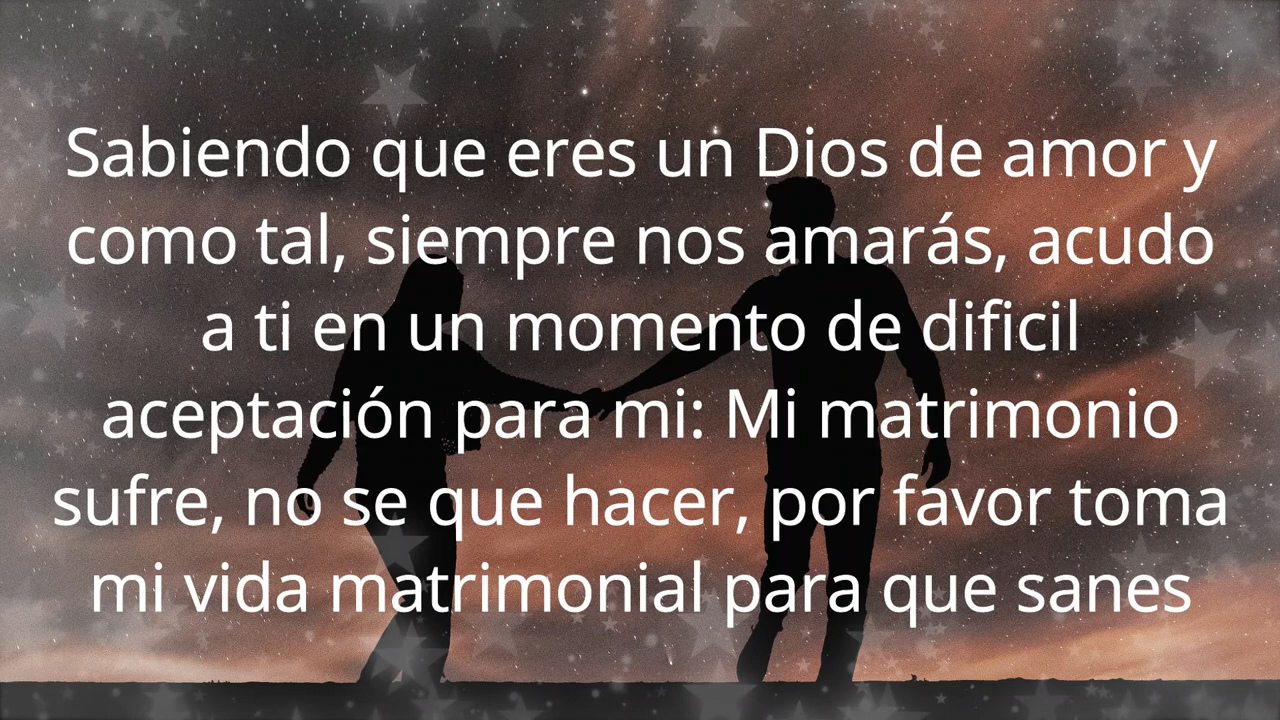 Sabiendo que eres un Dios de amor y
como tal, siempre nos amarás, acudo
a ti en un momento de dificil
aceptación para mi: Mi matrimonio
sufre, no se que hacer, por favor toma
mi vida matrimonial para que sanes